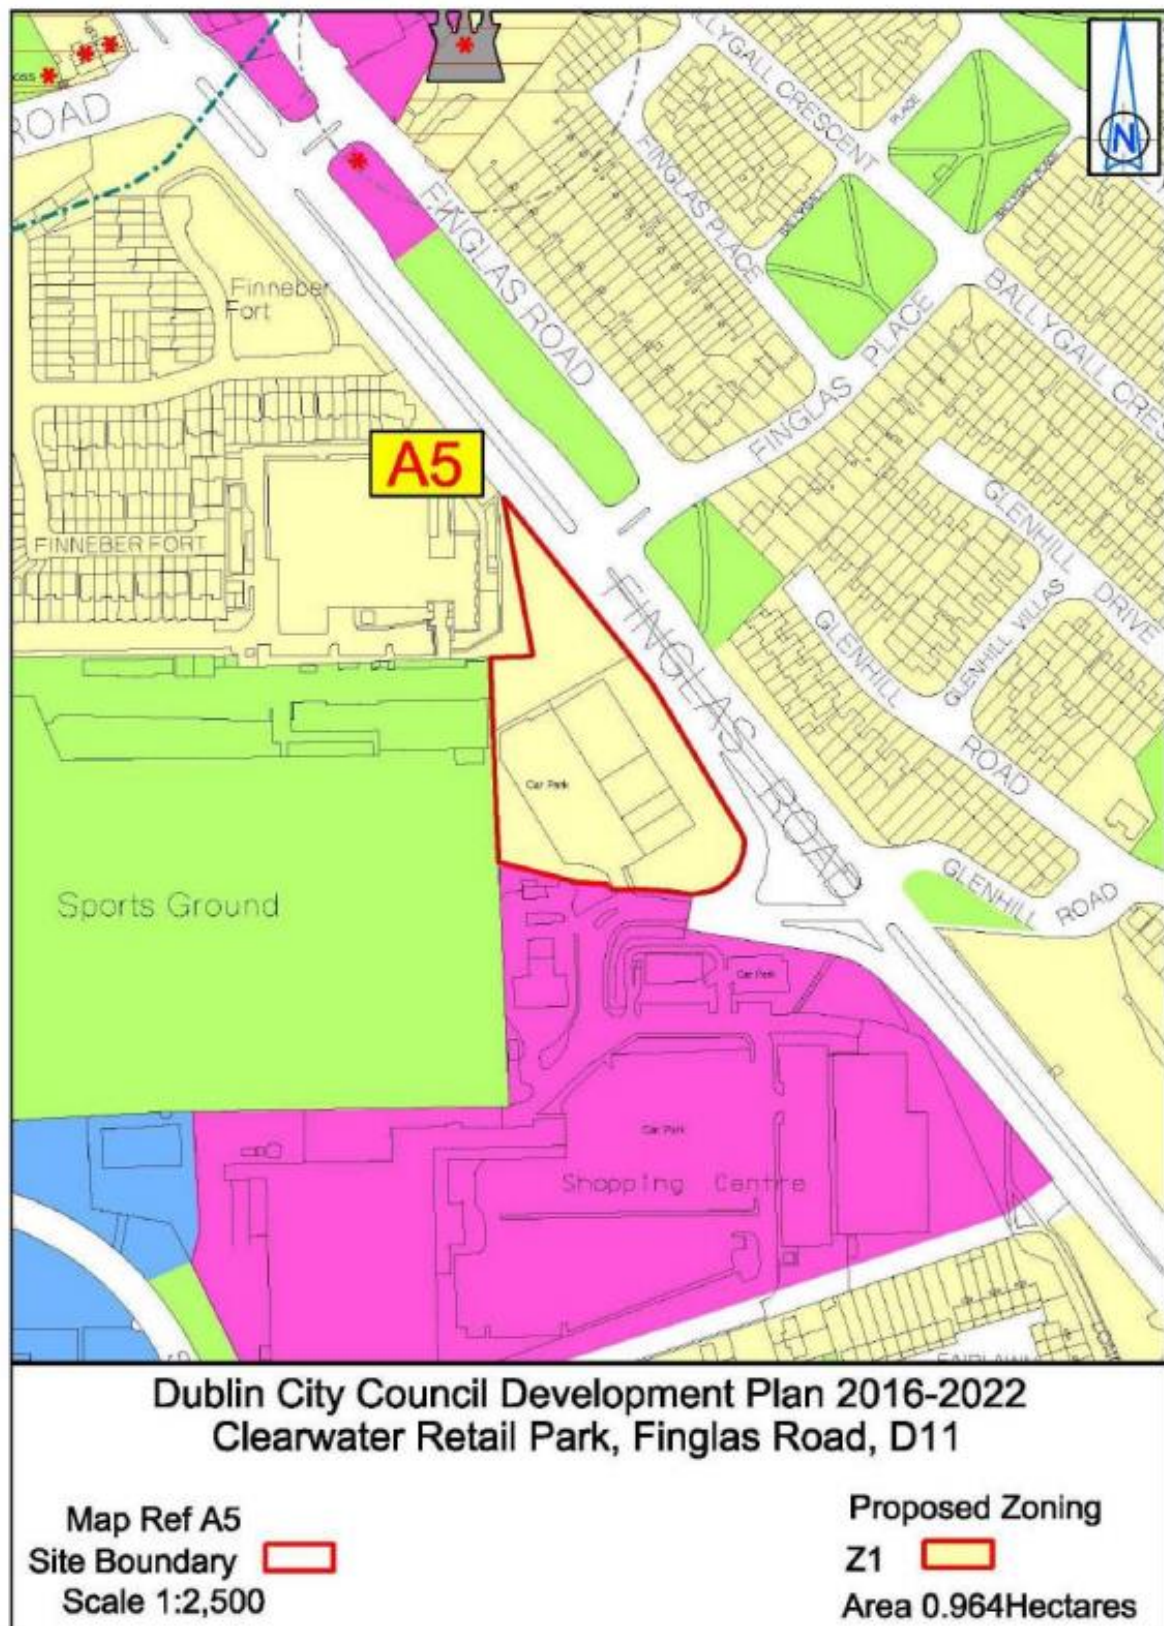 ROAD
LLYGALL CRESCENT
PLACE
N
FINGLAS PLACE
FINGLAS ROAD
Finneber
Fort
FINGLAS PLACE
BALLYGALL CRES
A5
FINNEBER FORT
GLENHILL DRIVE
GLENHILL VILLAS
GLENHILL ROAD
FINGLAS ROAD
Car Park
Sports Ground
GLENHILL ROAD
Car Park
Car Park
Shopping Centre
Dublin City Council Development Plan 2016-2022
Clearwater Retail Park, Finglas Road, D11
Map Ref A5
Site Boundary
Scale 1:2,500
Proposed Zoning
Z1
Area 0.964Hectares